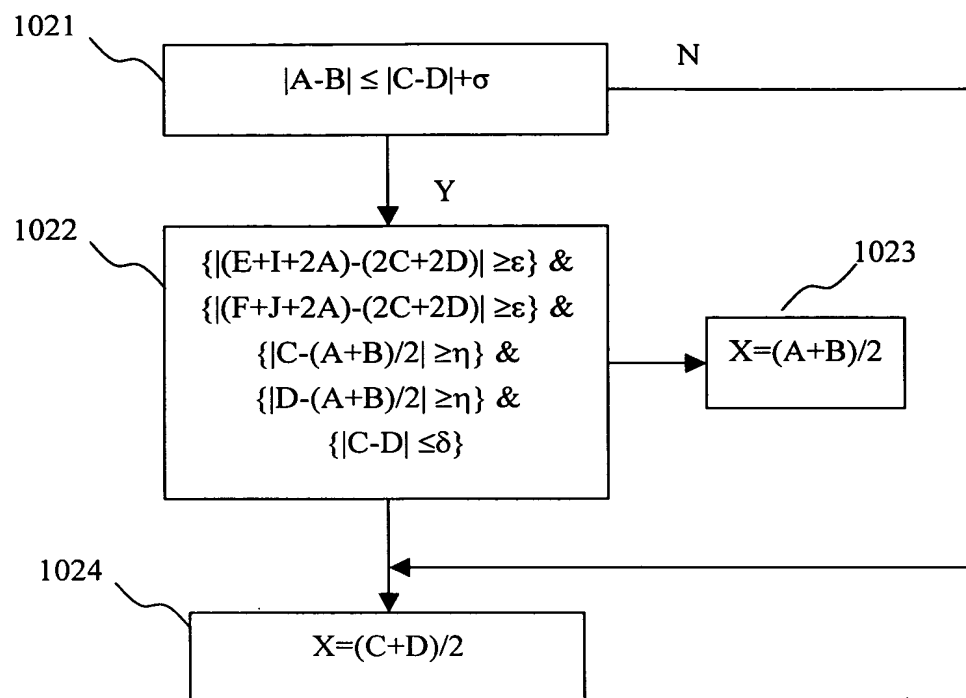 1021
|A-B| ≤ |C-D|+σ
N
Y
1022
{|(E+I+2A)-(2C+2D)| ≥ε} &
{|(F+J+2A)-(2C+2D)| ≥ε} &
{|C-(A+B)/2| ≥η} &
{|D-(A+B)/2| ≥η} &
{|C-D| ≤δ}
1023
X=(A+B)/2
1024
X=(C+D)/2